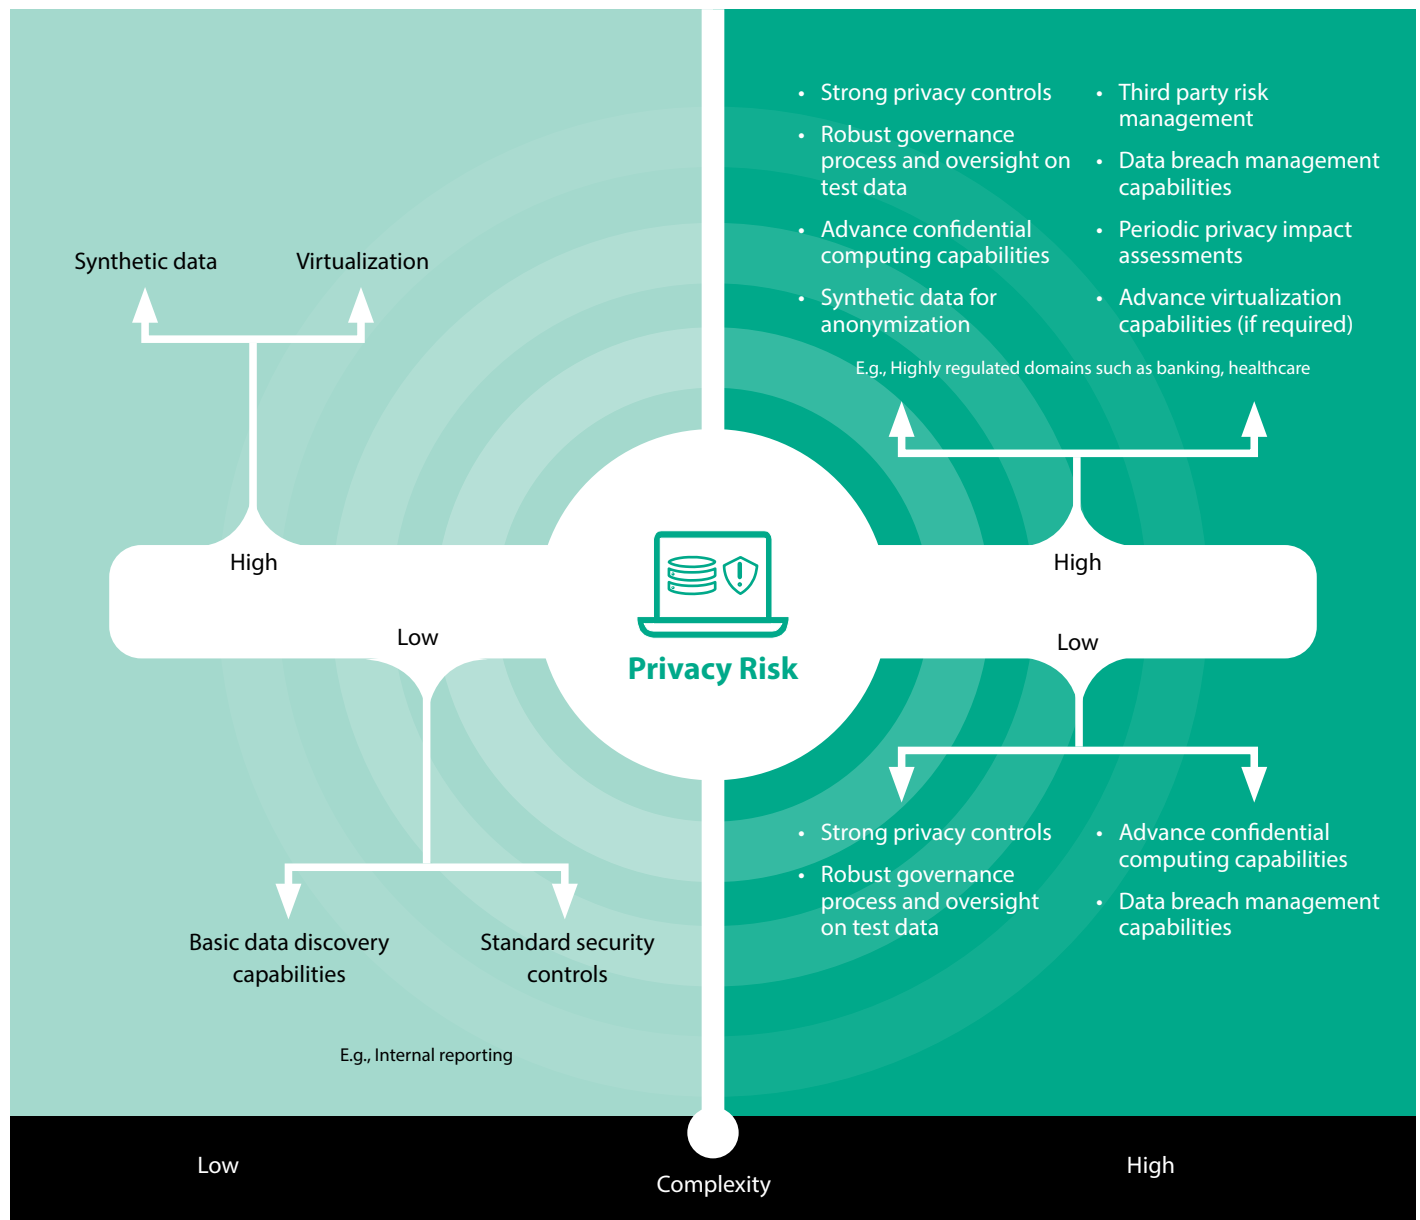 Synthetic data
Virtualization
High
Low
Basic data discovery
capabilities
Standard security
controls
E.g., Internal reporting
Privacy Risk
• Strong privacy controls
• Robust governance
process and oversight on
test data
• Advance confidential
computing capabilities
• Synthetic data for
anonymization
• Third party risk
management
• Data breach management
capabilities
• Periodic privacy impact
assessments
• Advance virtualization
capabilities (if required)
E.g., Highly regulated domains such as banking, healthcare
High
Low
• Strong privacy controls
• Robust governance
process and oversight
on test data
• Advance confidential
computing capabilities
• Data breach management
capabilities
Low
Complexity
High